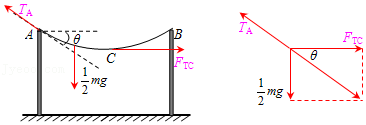 T_A
A
θ
B
C
F_TC
1/2 mg
T_A
F_TC
θ
1/2 mg